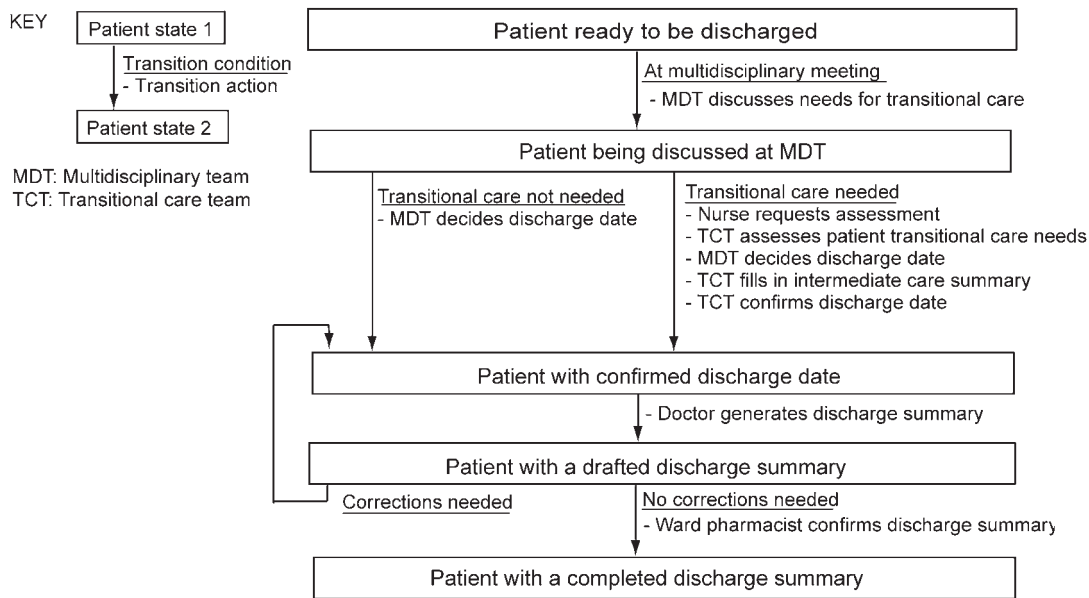 KEY
Patient state 1
Transition condition
- Transition action
Patient state 2
MDT: Multidisciplinary team
TCT: Transitional care team
Patient ready to be discharged
At multidisciplinary meeting
- MDT discusses needs for transitional care
Patient being discussed at MDT
Transitional care not needed
- MDT decides discharge date
Transitional care needed
- Nurse requests assessment
- TCT assesses patient transitional care needs
- MDT decides discharge date
- TCT fills in intermediate care summary
- TCT confirms discharge date
Patient with confirmed discharge date
- Doctor generates discharge summary
Patient with a drafted discharge summary
Corrections needed
No corrections needed
- Ward pharmacist confirms discharge summary
Patient with a completed discharge summary